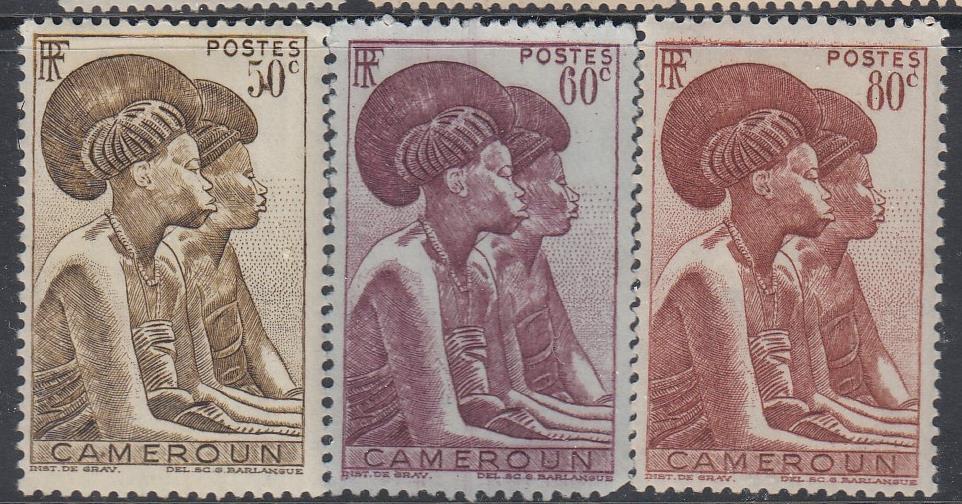 RF POSTES
50c
CAMEROUN
INST. DE GRAV. DEL. SC. G. BARLANGUE
RF POSTES
60c
CAMEROUN
INST. DE GRAV. DEL. SC. G. BARLANGUE
RF POSTES
80c
CAMEROUN
INST. DE GRAV. DEL. SC. G. BARLANGUE